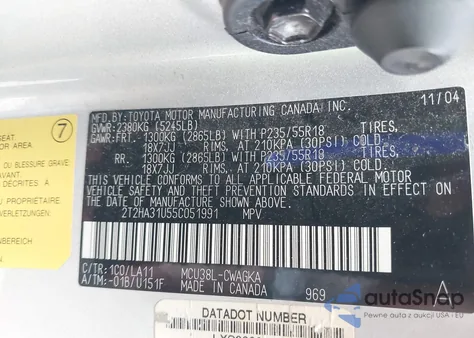 MFD.BY:TOYOTA MOTOR MANUFACTURING CANADA INC. 11/04
GVWR:2380KG (5245LB)
GAWR:FRT. 1300KG (2865LB) WITH P235/55R18 TIRES,
18X7JJ RIMS, AT 210KPA (30PSI) COLD.
RR. 1300KG (2865LB) WITH P235/55R18 TIRES,
18X7JJ RIMS, AT 210KPA (30PSI) COLD.
THIS VEHICLE CONFORMS TO ALL APPLICABLE FEDERAL MOTOR
VEHICLE SAFETY AND THEFT PREVENTION STANDARDS IN EFFECT ON
THE DATE OF MANUFACTURE SHOWN ABOVE.
2T2HA31U55C051991 MPV
C/TR:1C0/LA11 MCU38L-CWAGKA
A/TM:-01B/U151F MADE IN CANADA 969 A
7
OU BLESSURE GRAVE
DATADOT NUMBER
autoSnap